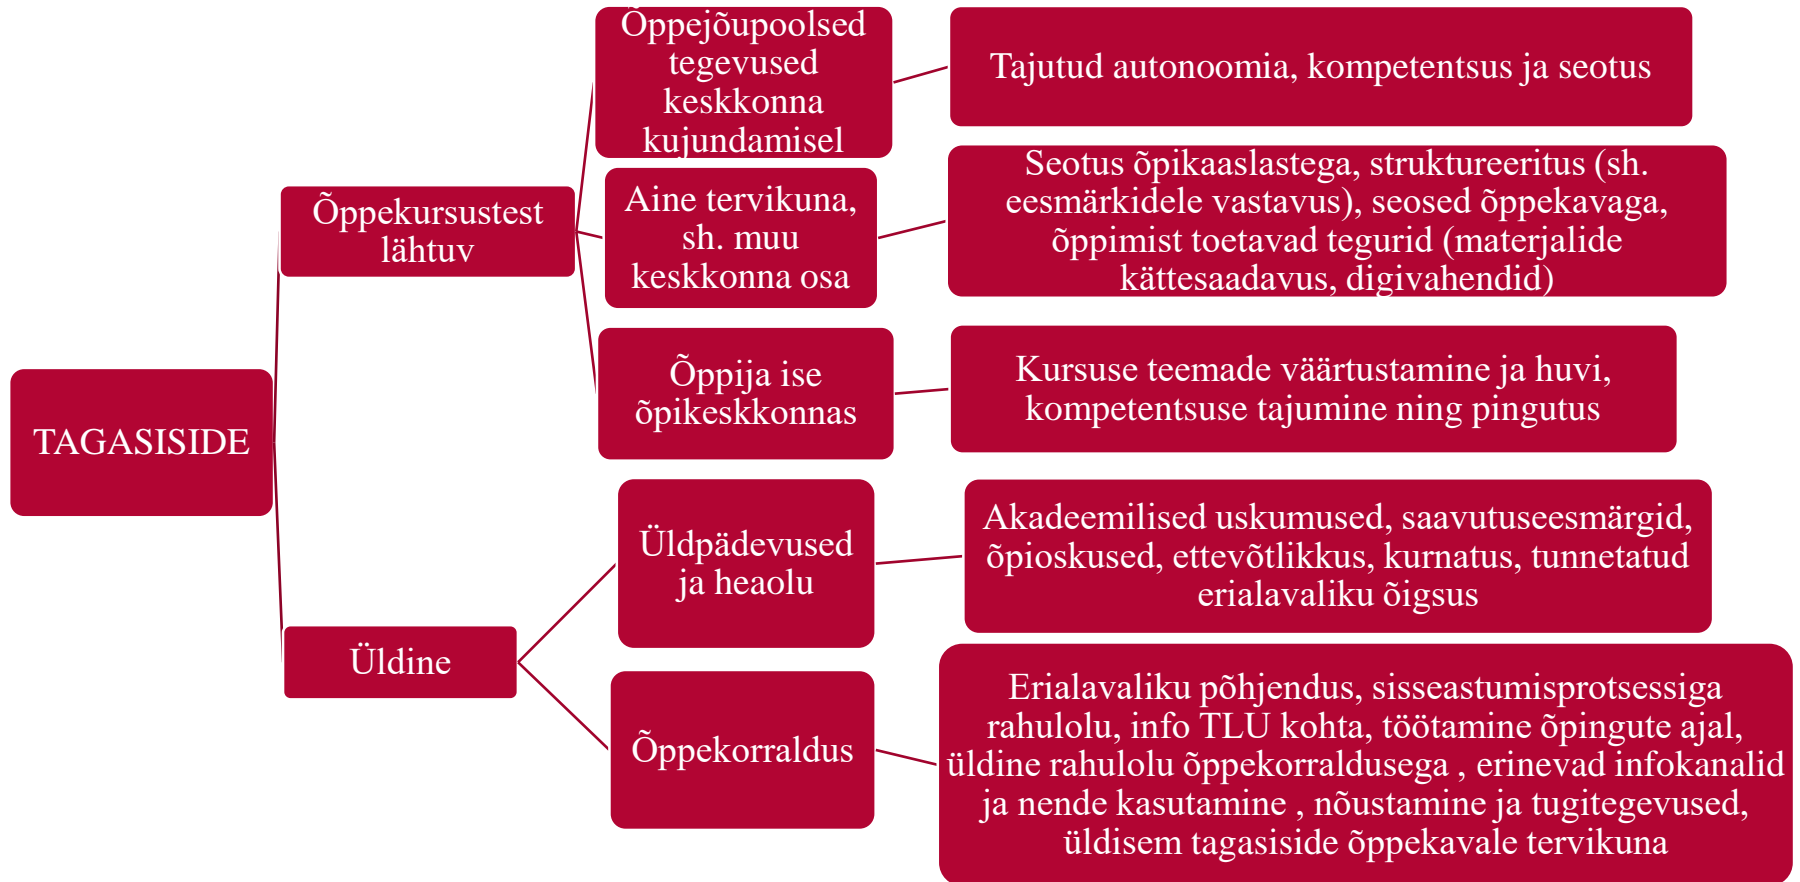 TAGASISIDE
Õppekursustest
lähtuv
Õppejõupoolsed
tegevused
keskkonna
kujundamisel
Tajutud autonoomia, kompetentsus ja seotus
Aine tervikuna,
sh. muu
keskkonna osa
Seotus õpikaaslastega, struktureeritus (sh.
eesmärkidele vastavus), seosed õppekavaga,
õppimist toetavad tegurid (materjalide
kättesaadavus, digivahendid)
Õppija ise
õpikeskkonnas
Kursuse teemade väärtustamine ja huvi,
kompetentsuse tajumine ning pingutus
Üldine
Üldpädevused
ja heaolu
Akadeemilised uskumused, saavutuseesmärgid,
õpioskused, ettevõtlikkus, kurnatus, tunnetatud
erialavaliku õigsus
Õppekorraldus
Erialavaliku põhjendus, sisseastumisprotsessiga
rahulolu, info TLU kohta, töötamine õpingute ajal,
üldine rahulolu õppekorraldusega , erinevad infokanalid
ja nende kasutamine , nõustamine ja tugitegevused,
üldisem tagasiside õppekavale tervikuna